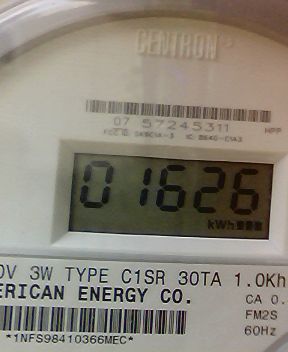 CENTRON
07 57245311
HPP
01626
kWh
0V 3W TYPE C1SR 30TA 1.0Kh
ERICAN ENERGY CO.
CA 0.
FM2S
60Hz
*1NFS98410366MEC*